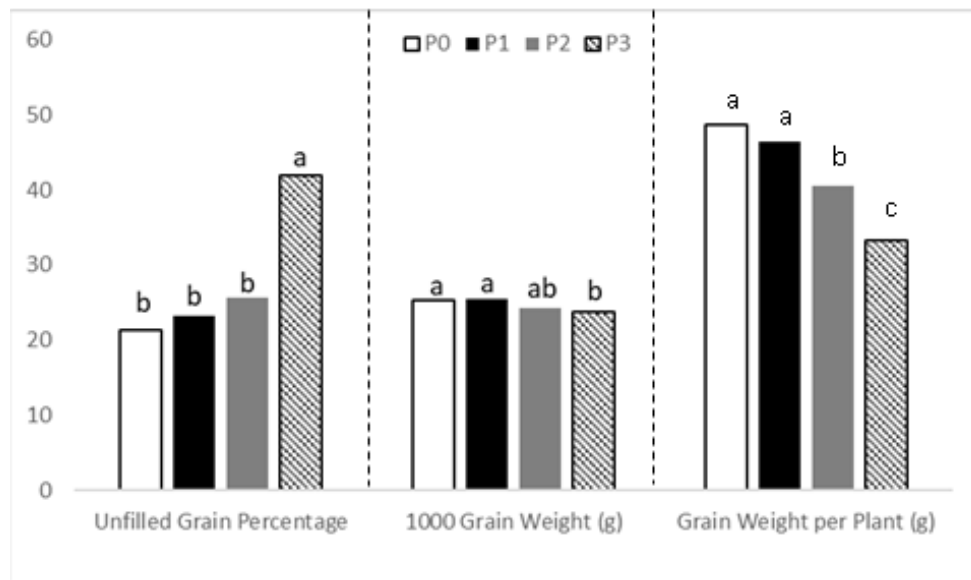 60
P0 P1 P2 P3
50
a
a
40
a
b
30
c
b
b
b
a
a
ab
b
20
10
0
Unfilled Grain Percentage
1000 Grain Weight (g)
Grain Weight per Plant (g)